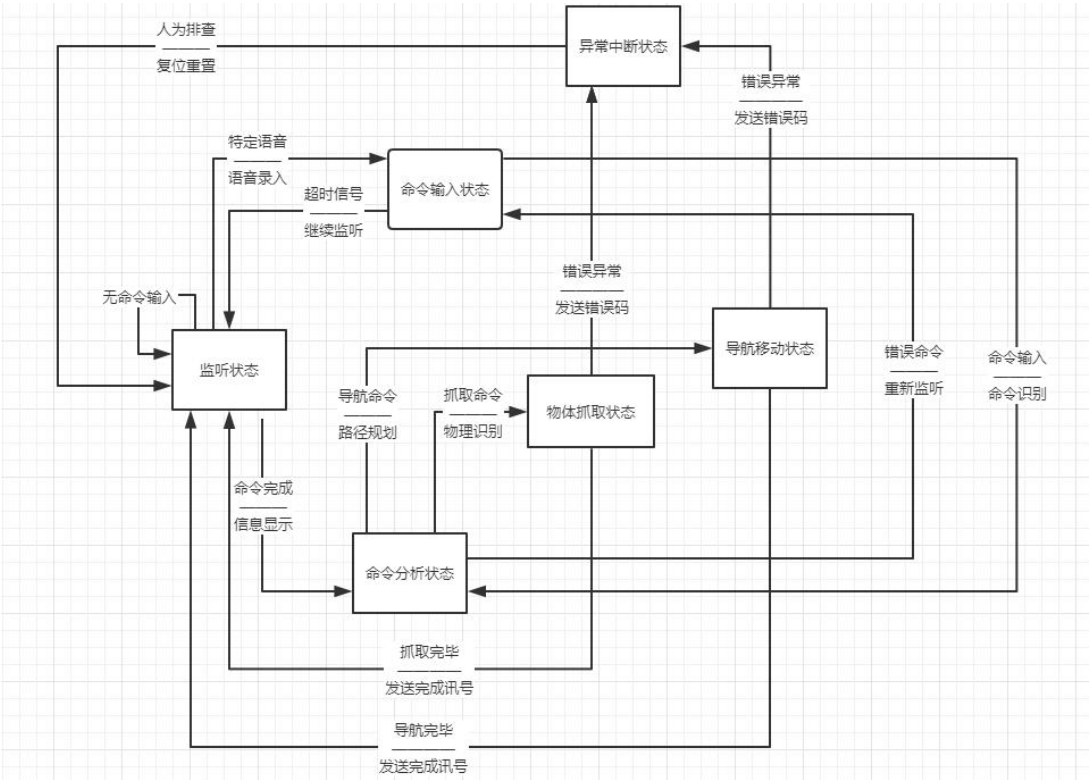 人为排查
复位重置
异常中断状态
错误异常
发送错误码
特定语音
语音录入
命令输入状态
超时信号
继续监听
错误异常
发送错误码
无命令输入
监听状态
导航移动状态
错误命令
重新监听
命令输入
命令识别
导航命令
路径规划
抓取命令
物理识别
物体抓取状态
命令完成
信息显示
命令分析状态
抓取完毕
发送完成讯号
导航完毕
发送完成讯号